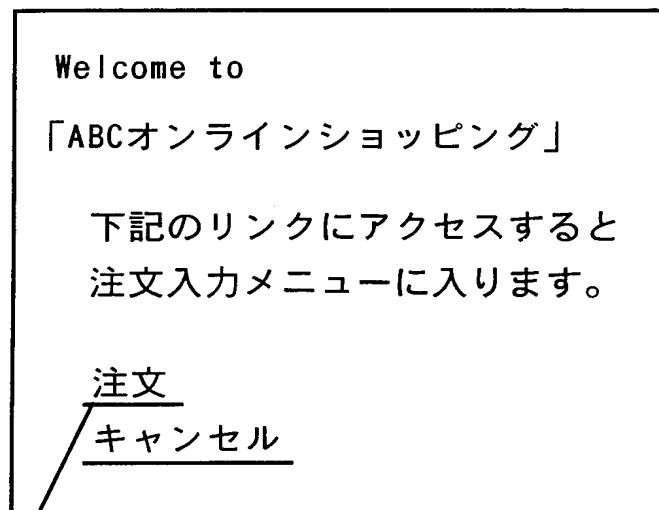 Welcome to
「ABCオンラインショッピング」
下記のリンクにアクセスすると
注文入力メニューに入ります。
注文
キャンセル